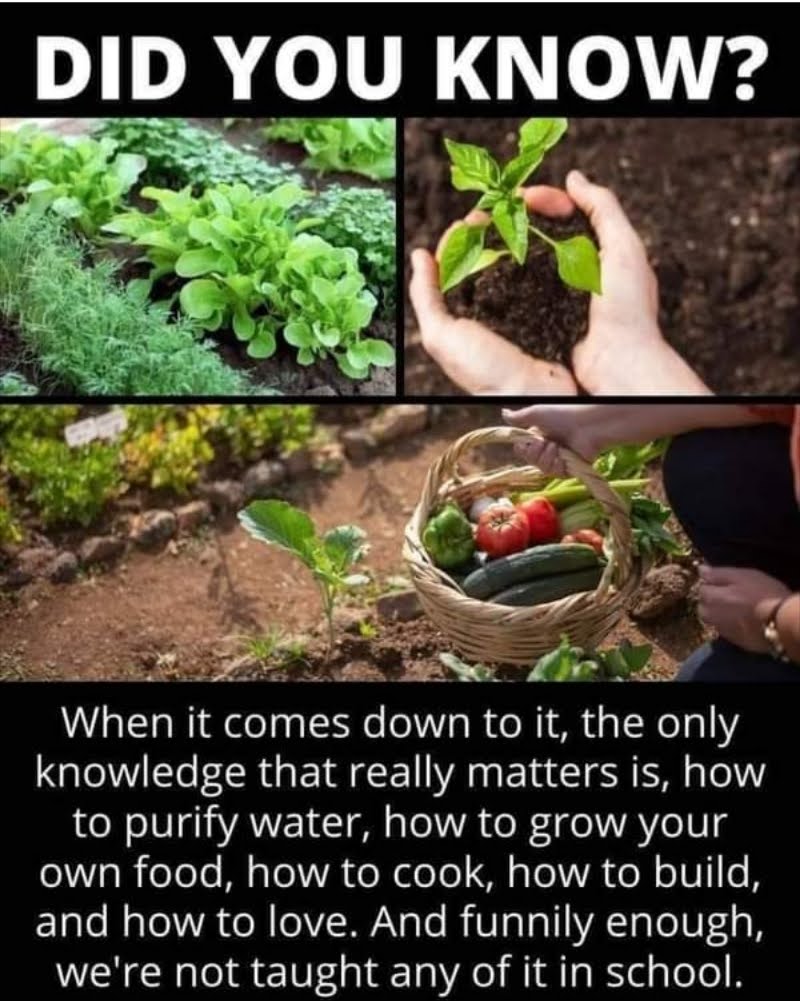 DID YOU KNOW?
When it comes down to it, the only
knowledge that really matters is, how
to purify water, how to grow your
own food, how to cook, how to build,
and how to love. And funnily enough,
we're not taught any of it in school.